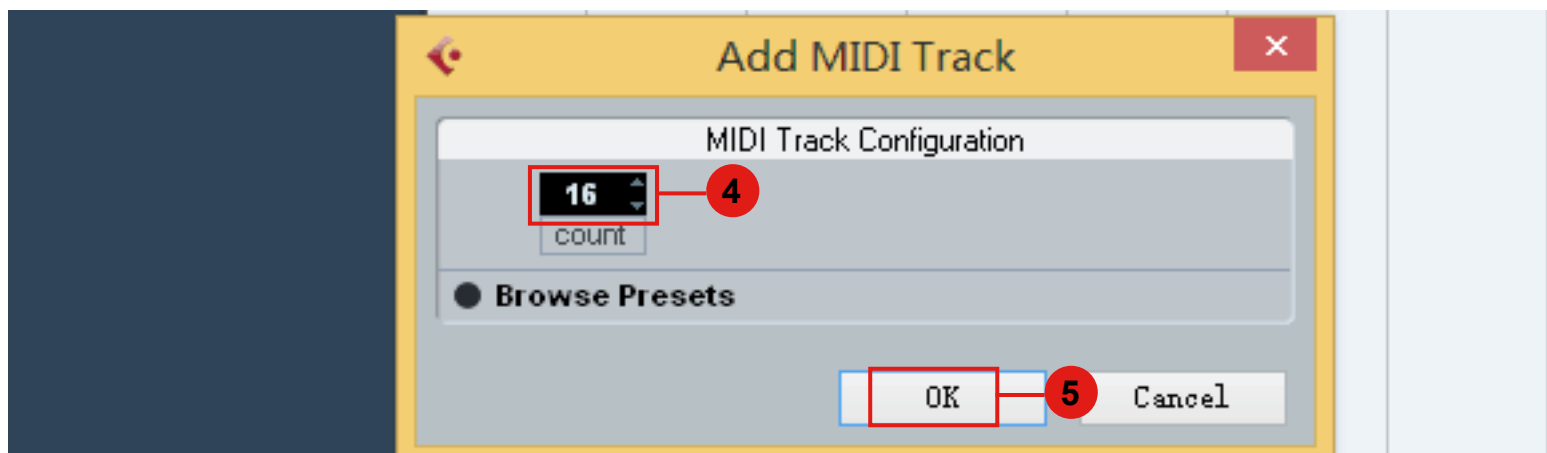 Add MIDI Track
MIDI Track Configuration
16
4
count
Browse Presets
OK
5
Cancel